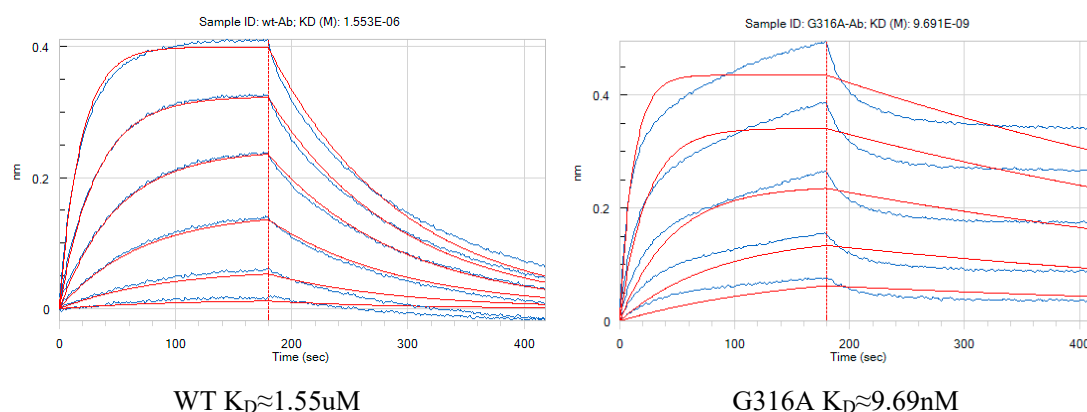 Sample ID: wt-Ab; KD (M): 1.553E-06
0.4
0.2
0
nm
0
100
200
300
400
Time (sec)
WT KD≈1.55uM
Sample ID: G316A-Ab; KD (M): 9.691E-09
0.4
0.2
0
nm
0
100
200
300
400
Time (sec)
G316A KD≈9.69nM